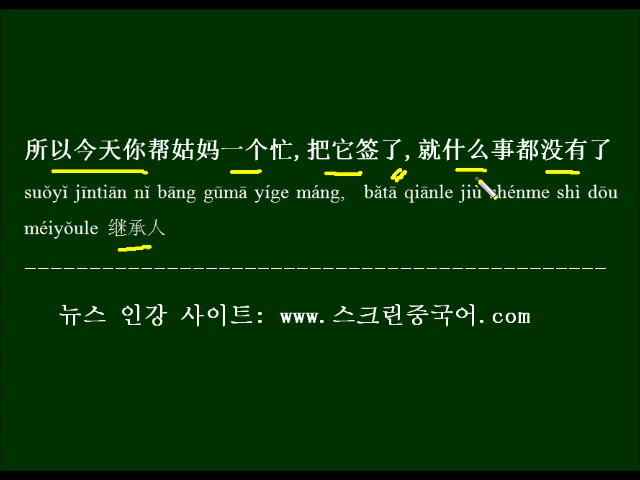 所以今天你帮姑妈一个忙,把它签了,就什么事都没有了
suǒyǐ jīntiān nǐ bāng gūmā yíge máng, bǎtā qiānle jiù shénme shì dōu
méiyǒule 继承人
뉴스 인강 사이트: www.스크린중국어.com